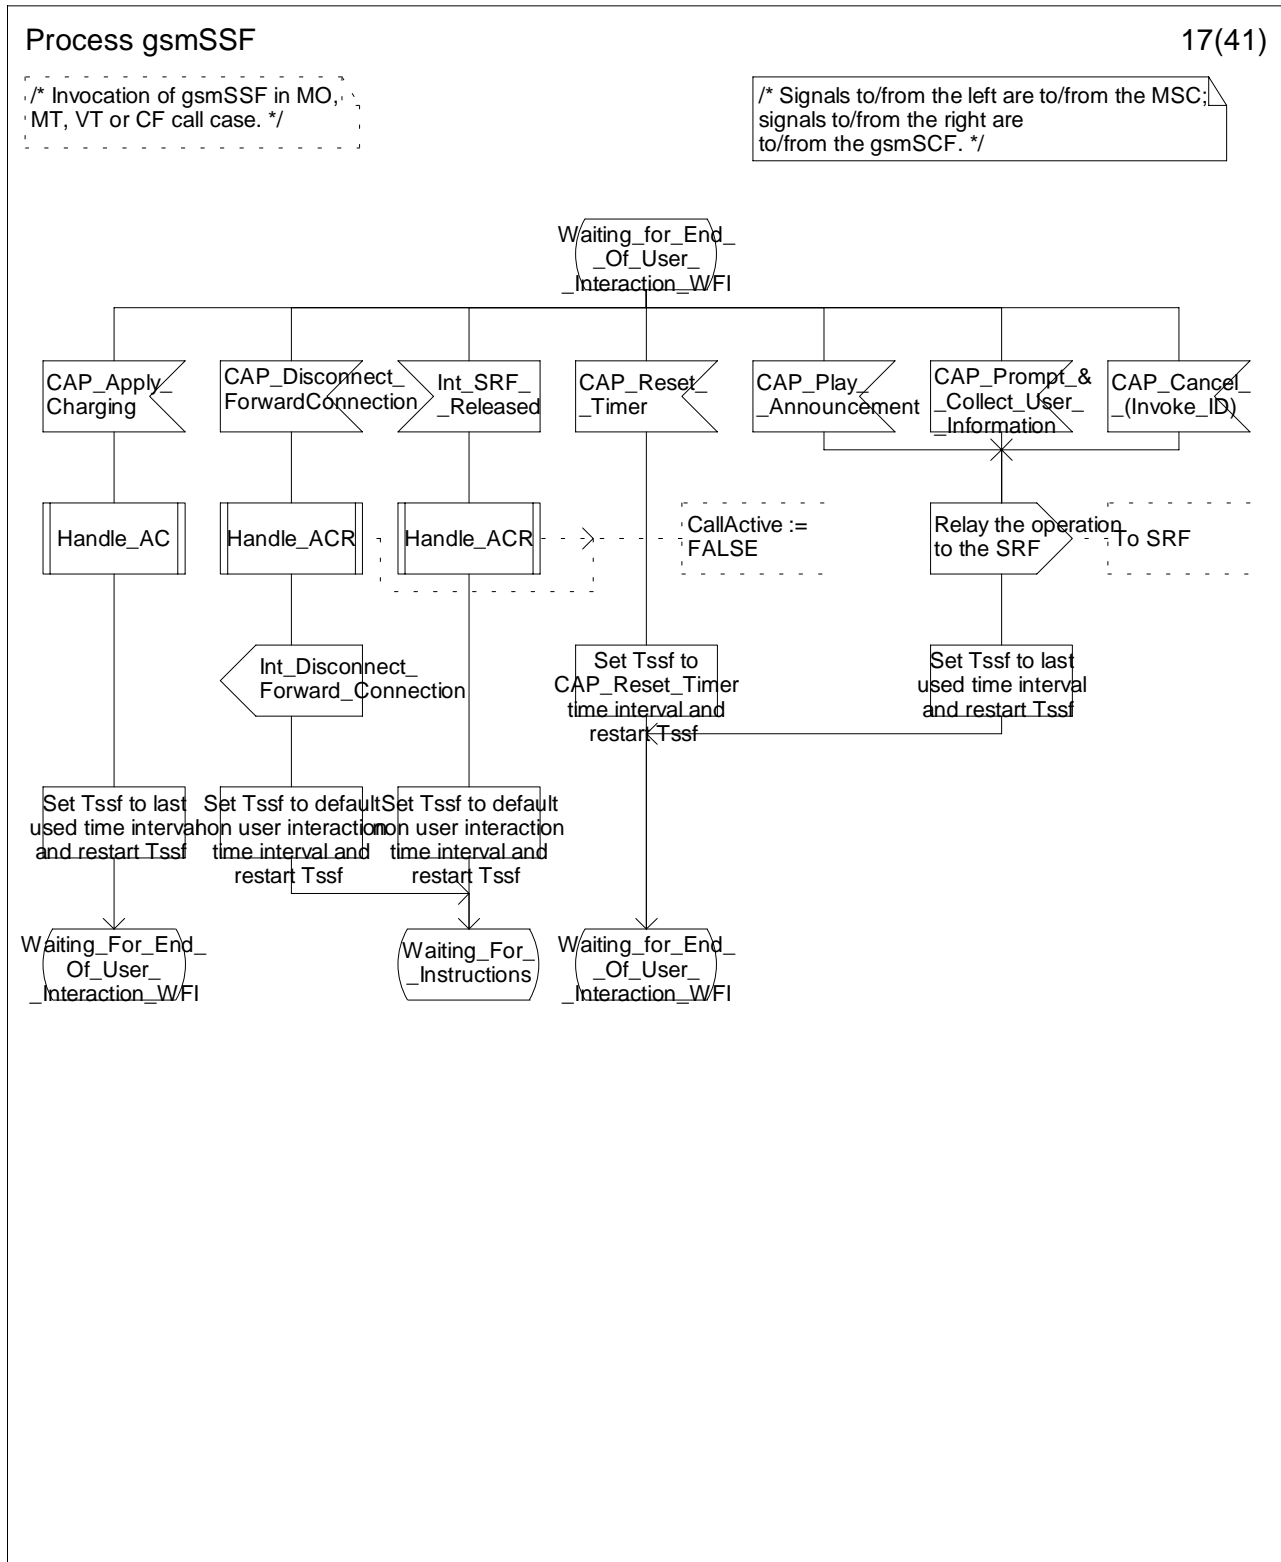 Process gsmSSF
17(41)
/* Invocation of gsmSSF in MO,
MT, VT or CF call case. */
/* Signals to/from the left are to/from the MSC;
signals to/from the right are
to/from the gsmSCF. */
Waiting_for_End_
_Of_User_
_Interaction_WFI
CAP_Apply_
Charging
CAP_Disconnect_
ForwardConnection
Int_SRF_
_Released
CAP_Reset_
_Timer
CAP_Play_
_Announcement
CAP_Prompt_&
_Collect_User_
_Information
CAP_Cancel_
_(Invoke_ID)
Handle_AC
Handle_ACR
Handle_ACR
CallActive :=
FALSE
Relay the operation
to the SRF
To SRF
Int_Disconnect_
Forward_Connection
Set Tssf to
CAP_Reset_Timer
time interval and
restart Tssf
Set Tssf to last
used time interval
and restart Tssf
Set Tssf to last
used time interval
and restart Tssf
Set Tssf to default
non user interaction
time interval and
restart Tssf
Set Tssf to default
non user interaction
time interval and
restart Tssf
Waiting_For_End_
Of_User_
_Interaction_WFI
Waiting_For_
_Instructions
Waiting_for_End_
_Of_User_
_Interaction_WFI